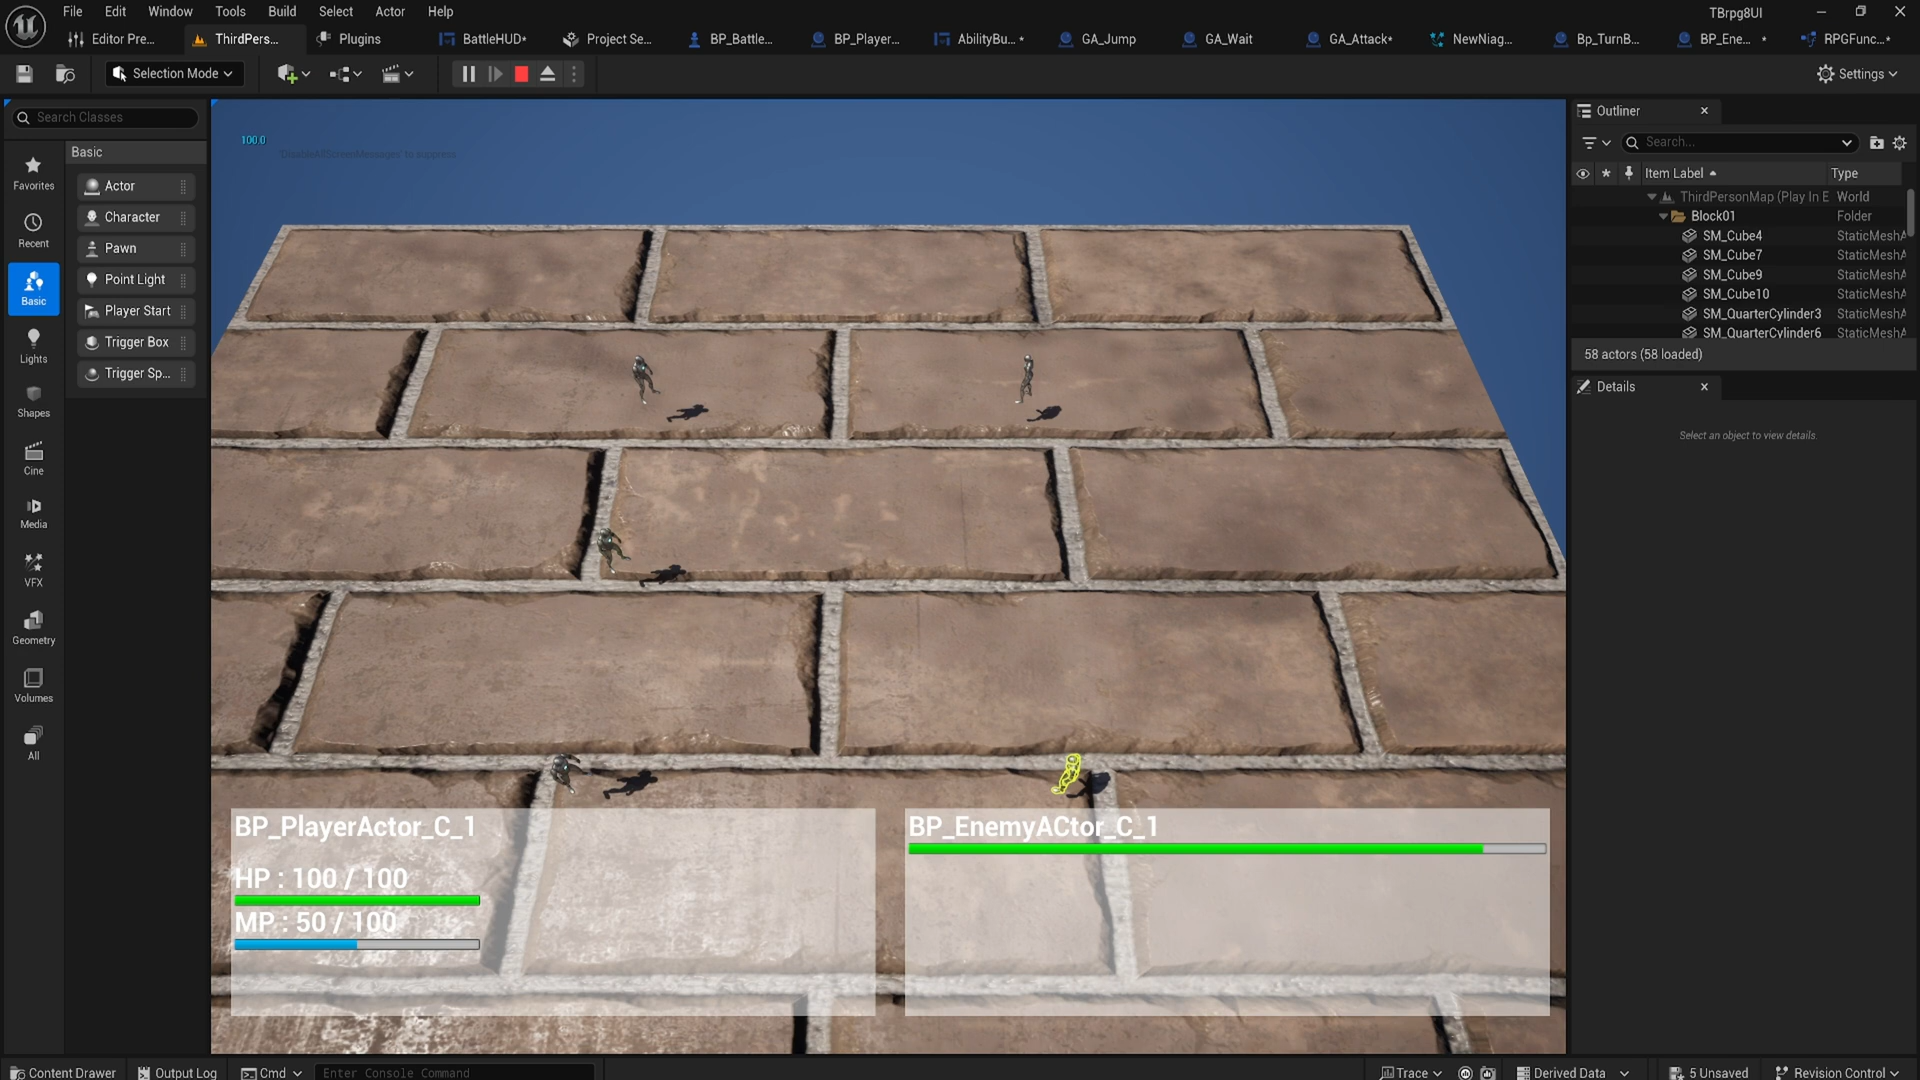 File Edit Window Tools Build Select Actor Help
TBrpg8UI
Editor Pre... ThirdPers... Plugins BattleHUD* Project Se... BP_Battle... BP_Player... AbilityBu... * GA_Jump GA_Wait GA_Attack* NewNiag... Bp_TurnB... BP_Ene... * RPGFunc...*
Selection Mode
Settings
Search Classes
Favorites
Recent
Basic
Lights
Shapes
Cine
Media
VFX
Geometry
Volumes
All
Basic
Actor
Character
Pawn
Point Light
Player Start
Trigger Box
Trigger Sp...
100.0
'DisableAllScreenMessages' to suppress
BP_PlayerActor_C_1
HP : 100 / 100
MP : 50 / 100
BP_EnemyACtor_C_1
Outliner
Search...
Item Label Type
ThirdPersonMap (Play In E World
Block01 Folder
SM_Cube4 StaticMeshA
SM_Cube7 StaticMeshA
SM_Cube9 StaticMeshA
SM_Cube10 StaticMeshA
SM_QuarterCylinder3 StaticMeshA
SM_QuarterCylinder6 StaticMeshA
58 actors (58 loaded)
Details
Select an object to view details.
Content Drawer Output Log Cmd Enter Console Command Trace Derived Data 5 Unsaved Revision Control